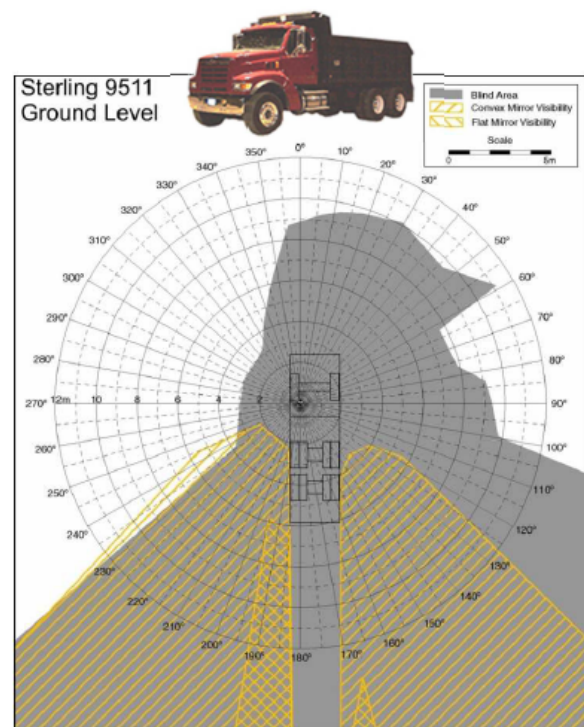 Sterling 9511
Ground Level
Blind Area
Convex Mirror Visibility
Flat Mirror Visibility
Scale
0 5m
0°
350° 10°
340° 20°
330° 30°
320° 40°
310° 50°
300° 60°
290° 70°
280° 80°
270° 12m 10 8 6 4 2 90°
260° 100°
250° 110°
240° 120°
230° 130°
220° 140°
210° 150°
200° 160°
190° 170°
180°